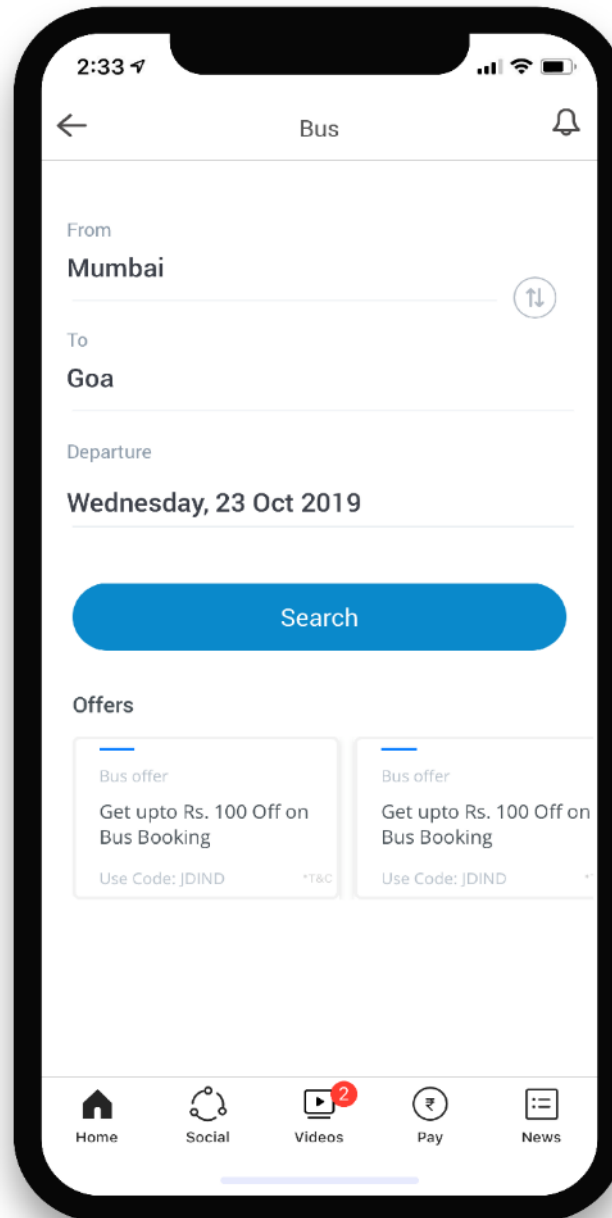 2:33
Bus
From
Mumbai
To
Goa
Departure
Wednesday, 23 Oct 2019
Search
Offers
Bus offer
Get upto Rs. 100 Off on
Bus Booking
Use Code: JDIND *T&C
Bus offer
Get upto Rs. 100 Off on
Bus Booking
Use Code: JDIND
2
Home Social Videos Pay News